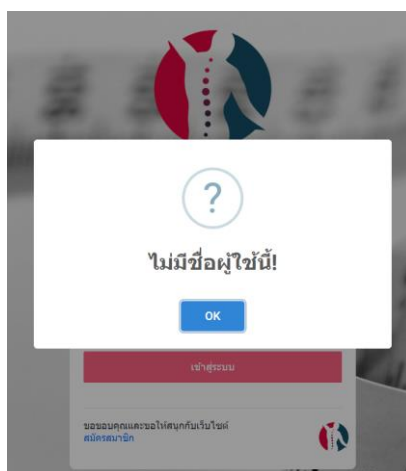 ไม่มีชื่อผู้ใช้นี้!
OK
เข้าสู่ระบบ
ขอขอบคุณและขอให้สนุกกับเว็บไซต์
สมัครสมาชิก